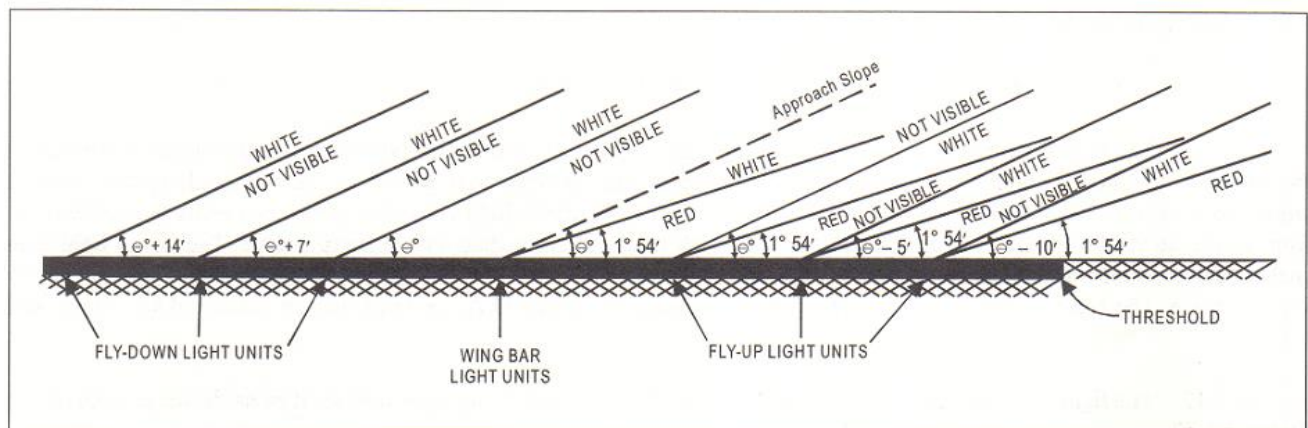 WHITE
NOT VISIBLE
WHITE
NOT VISIBLE
WHITE
NOT VISIBLE
Approach Slope
WHITE
RED
NOT VISIBLE
WHITE
RED
NOT VISIBLE
WHITE
RED
NOT VISIBLE
WHITE
RED
⊖°+ 14′
⊖°+ 7′
⊖°
⊖°
1° 54′
⊖°
1° 54′
⊖°– 5′
1° 54′
⊖°– 10′
1° 54′
THRESHOLD
FLY-DOWN LIGHT UNITS
WING BAR
LIGHT UNITS
FLY-UP LIGHT UNITS